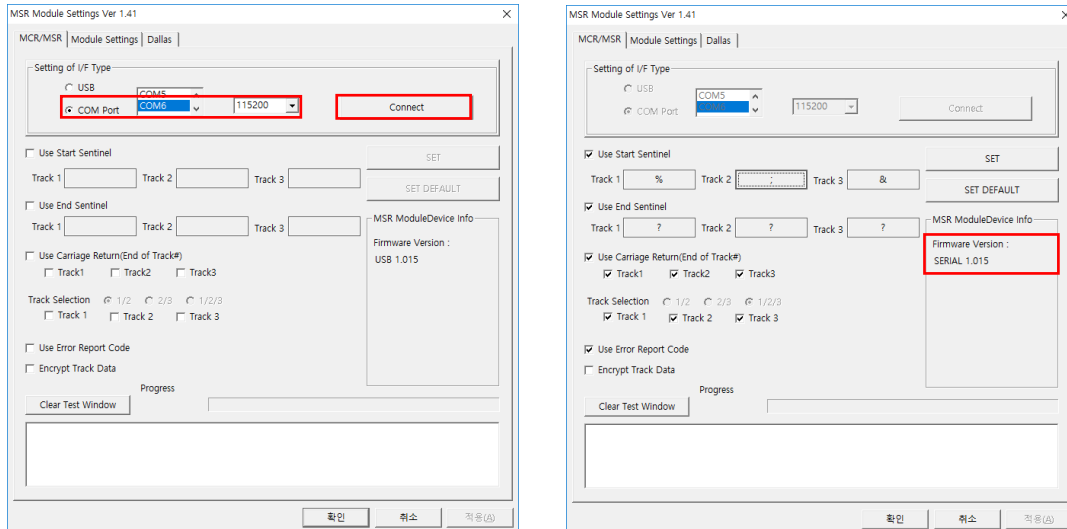 MSR Module Settings Ver 1.41
MCR/MSR Module Settings Dallas
Setting of I/F Type
USB
COM Port
COM5
COM6
115200
Connect
Use Start Sentinel
SET
Track 1 Track 2 Track 3
SET DEFAULT
Use End Sentinel
Track 1 Track 2 Track 3
MSR ModuleDevice Info
Firmware Version :
USB 1.015
Use Carriage Return(End of Track#)
Track1 Track2 Track3
Track Selection 1/2 2/3 1/2/3
Track 1 Track 2 Track 3
Use Error Report Code
Encrypt Track Data
Progress
Clear Test Window
확인 취소 적용(A)
MSR Module Settings Ver 1.41
MCR/MSR Module Settings Dallas
Setting of I/F Type
USB
COM Port
COM5
115200
Connect
Use Start Sentinel
SET
Track 1 % Track 2 ; Track 3 &
SET DEFAULT
Use End Sentinel
Track 1 ? Track 2 ? Track 3 ?
MSR ModuleDevice Info
Firmware Version :
SERIAL 1.015
Use Carriage Return(End of Track#)
Track1 Track2 Track3
Track Selection 1/2 2/3 1/2/3
Track 1 Track 2 Track 3
Use Error Report Code
Encrypt Track Data
Progress
Clear Test Window
확인 취소 적용(A)